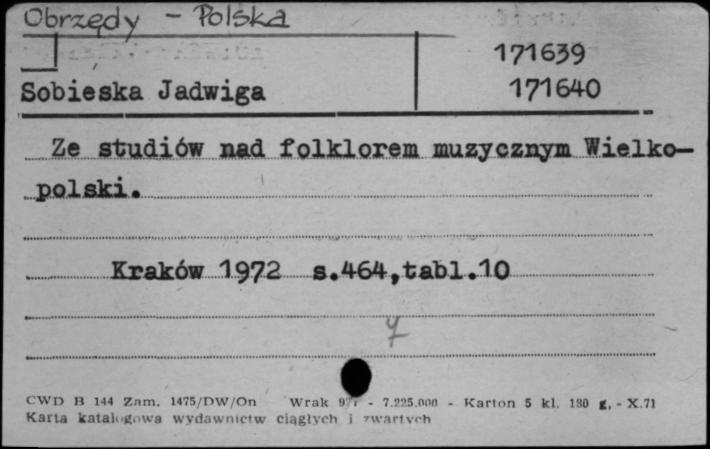 Obrzędy - Polska
171639
Sobieska Jadwiga 171640
Ze studiów nad folklorem muzycznym Wielko-
polski.
Kraków 1972 s.464,tabl.10
CWD B 144 Zam. 1475/DW/On Wrak - 7.225.000 - Karton 5 kl. 180 g, - X.71
Karta katalogowa wydawnictw ciągłych i zwartych